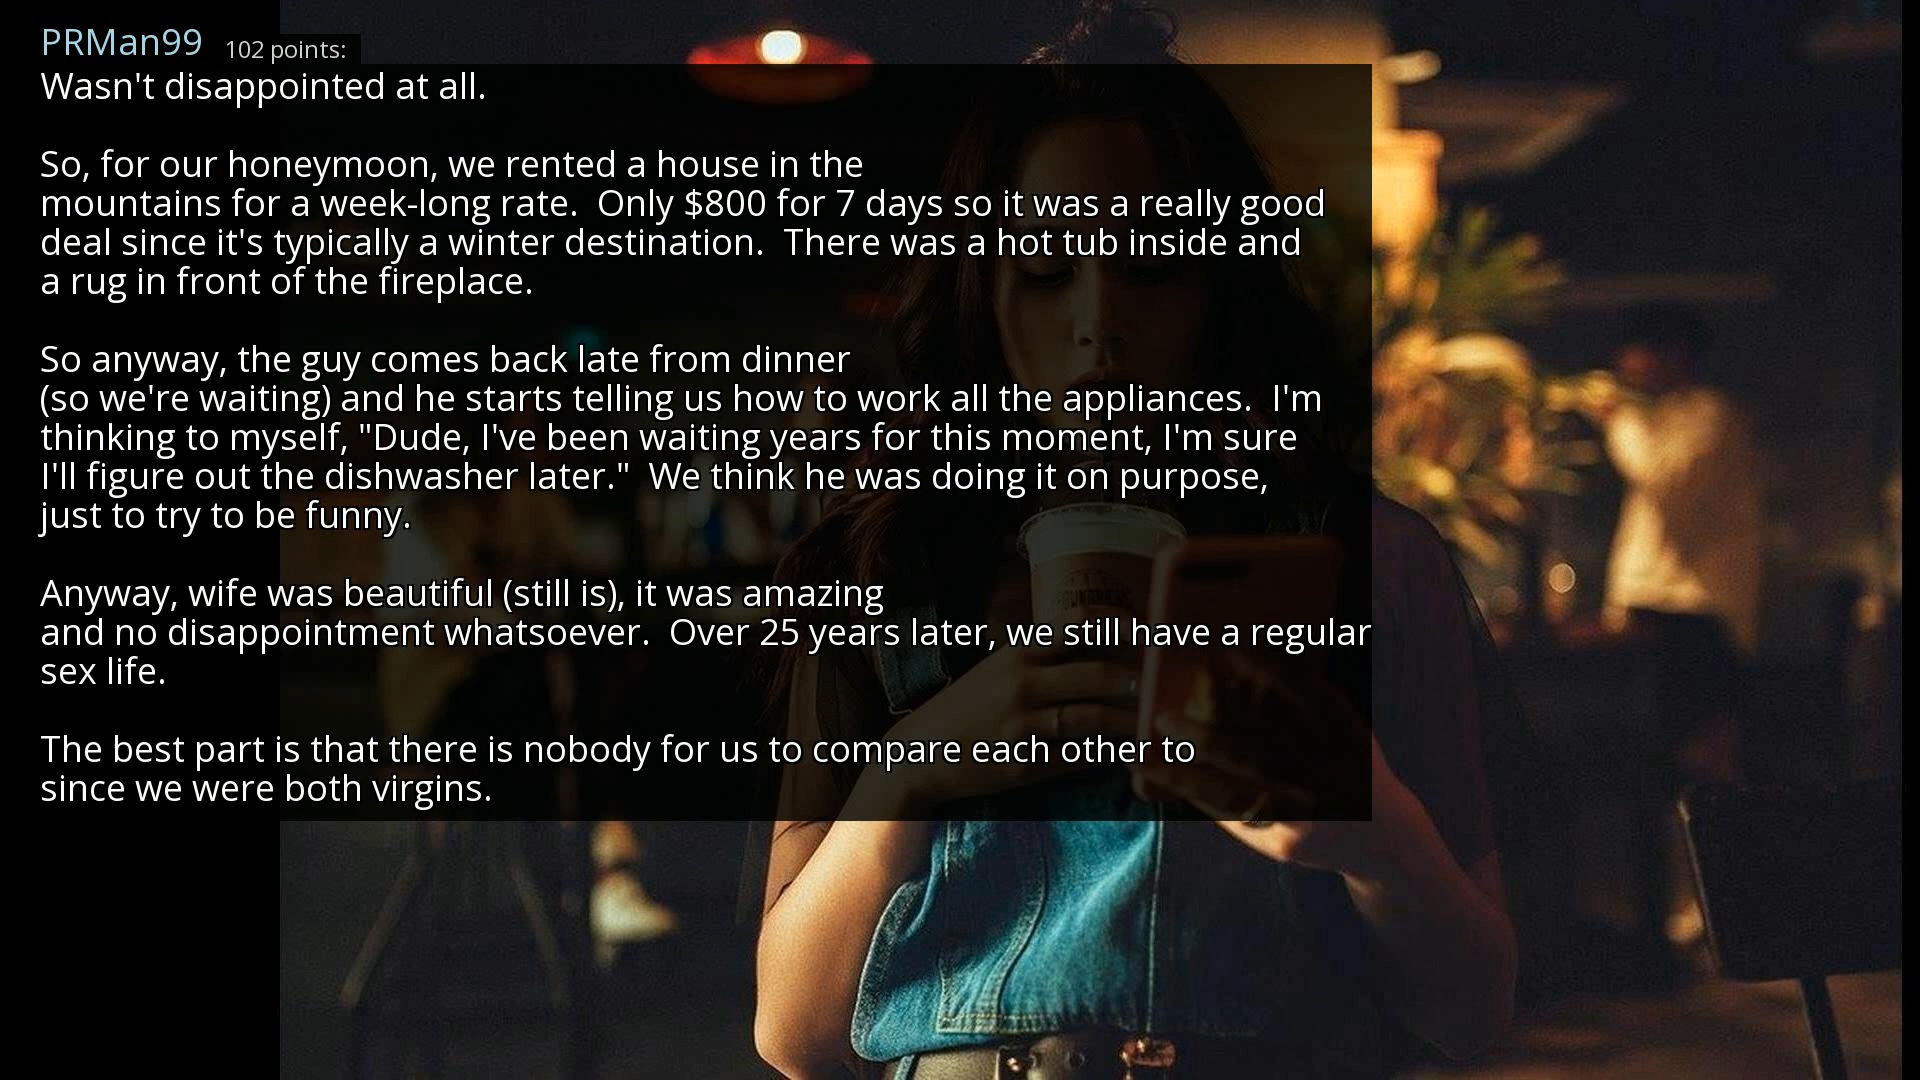 PRMan99 102 points:
Wasn't disappointed at all.
So, for our honeymoon, we rented a house in the
mountains for a week-long rate.  Only $800 for 7 days so it was a really good
deal since it's typically a winter destination.  There was a hot tub inside and
a rug in front of the fireplace.
So anyway, the guy comes back late from dinner
(so we're waiting) and he starts telling us how to work all the appliances.  I'm
thinking to myself, "Dude, I've been waiting years for this moment, I'm sure
I'll figure out the dishwasher later."  We think he was doing it on purpose,
just to try to be funny.
Anyway, wife was beautiful (still is), it was amazing
and no disappointment whatsoever.  Over 25 years later, we still have a regular
sex life.
The best part is that there is nobody for us to compare each other to
since we were both virgins.